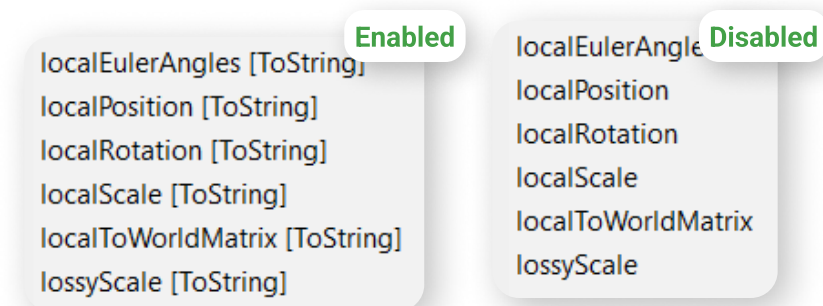 Enabled
localEulerAngles [ToString]
localPosition [ToString]
localRotation [ToString]
localScale [ToString]
localToWorldMatrix [ToString]
lossyScale [ToString]
Disabled
localEulerAngle
localPosition
localRotation
localScale
localToWorldMatrix
lossyScale